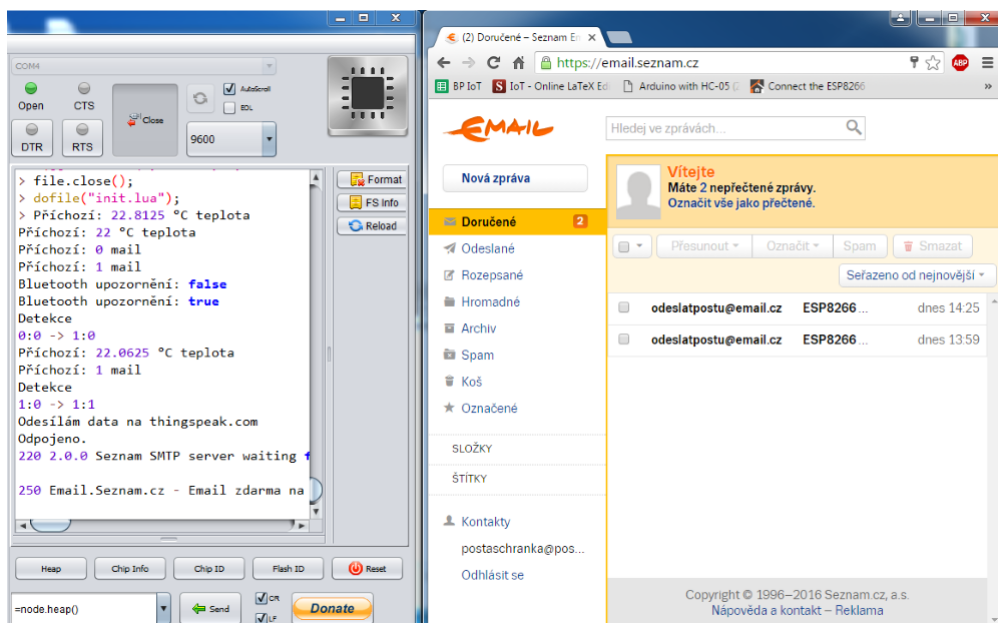 COM4
Open
CTS
AutoScroll
EOL
Close
DTR
RTS
9600
> file.close();
> dofile("init.lua");
> Příchozí: 22.8125 °C teplota
Příchozí: 22 °C teplota
Příchozí: 0 mail
Příchozí: 1 mail
Bluetooth upozornění: false
Bluetooth upozornění: true
Detekce
0:0 -> 1:0
Příchozí: 22.0625 °C teplota
Příchozí: 1 mail
Detekce
1:0 -> 1:1
Odesílám data na thingspeak.com
Odpojeno.
220 2.0.0 Seznam SMTP server waiting f
250 Email.Seznam.cz - Email zdarma na
Format
FS Info
Reload
Heap
Chip Info
Chip ID
Flash ID
Reset
=node.heap()
Send
CR
LF
Donate
(2) Doručené – Seznam Em
https://email.seznam.cz
ABP
BP IoT
IoT - Online LaTeX Ed
Arduino with HC-05 (
Connect the ESP8266
»
EMAIL
Hledej ve zprávách...
Nová zpráva
Doručené 2
Odeslané
Rozepsané
Hromadné
Archiv
Spam
Koš
Označené
SLOŽKY
ŠTÍTKY
Kontakty
postaschranka@pos...
Odhlásit se
Vítejte
Máte 2 nepřečtené zprávy.
Označit vše jako přečtené.
Přesunout
Označit
Spam
Smazat
Seřazeno od nejnovější
odeslatpostu@email.cz ESP8266 ... dnes 14:25
odeslatpostu@email.cz ESP8266 ... dnes 13:59
Copyright © 1996–2016 Seznam.cz, a.s.
Nápověda a kontakt – Reklama